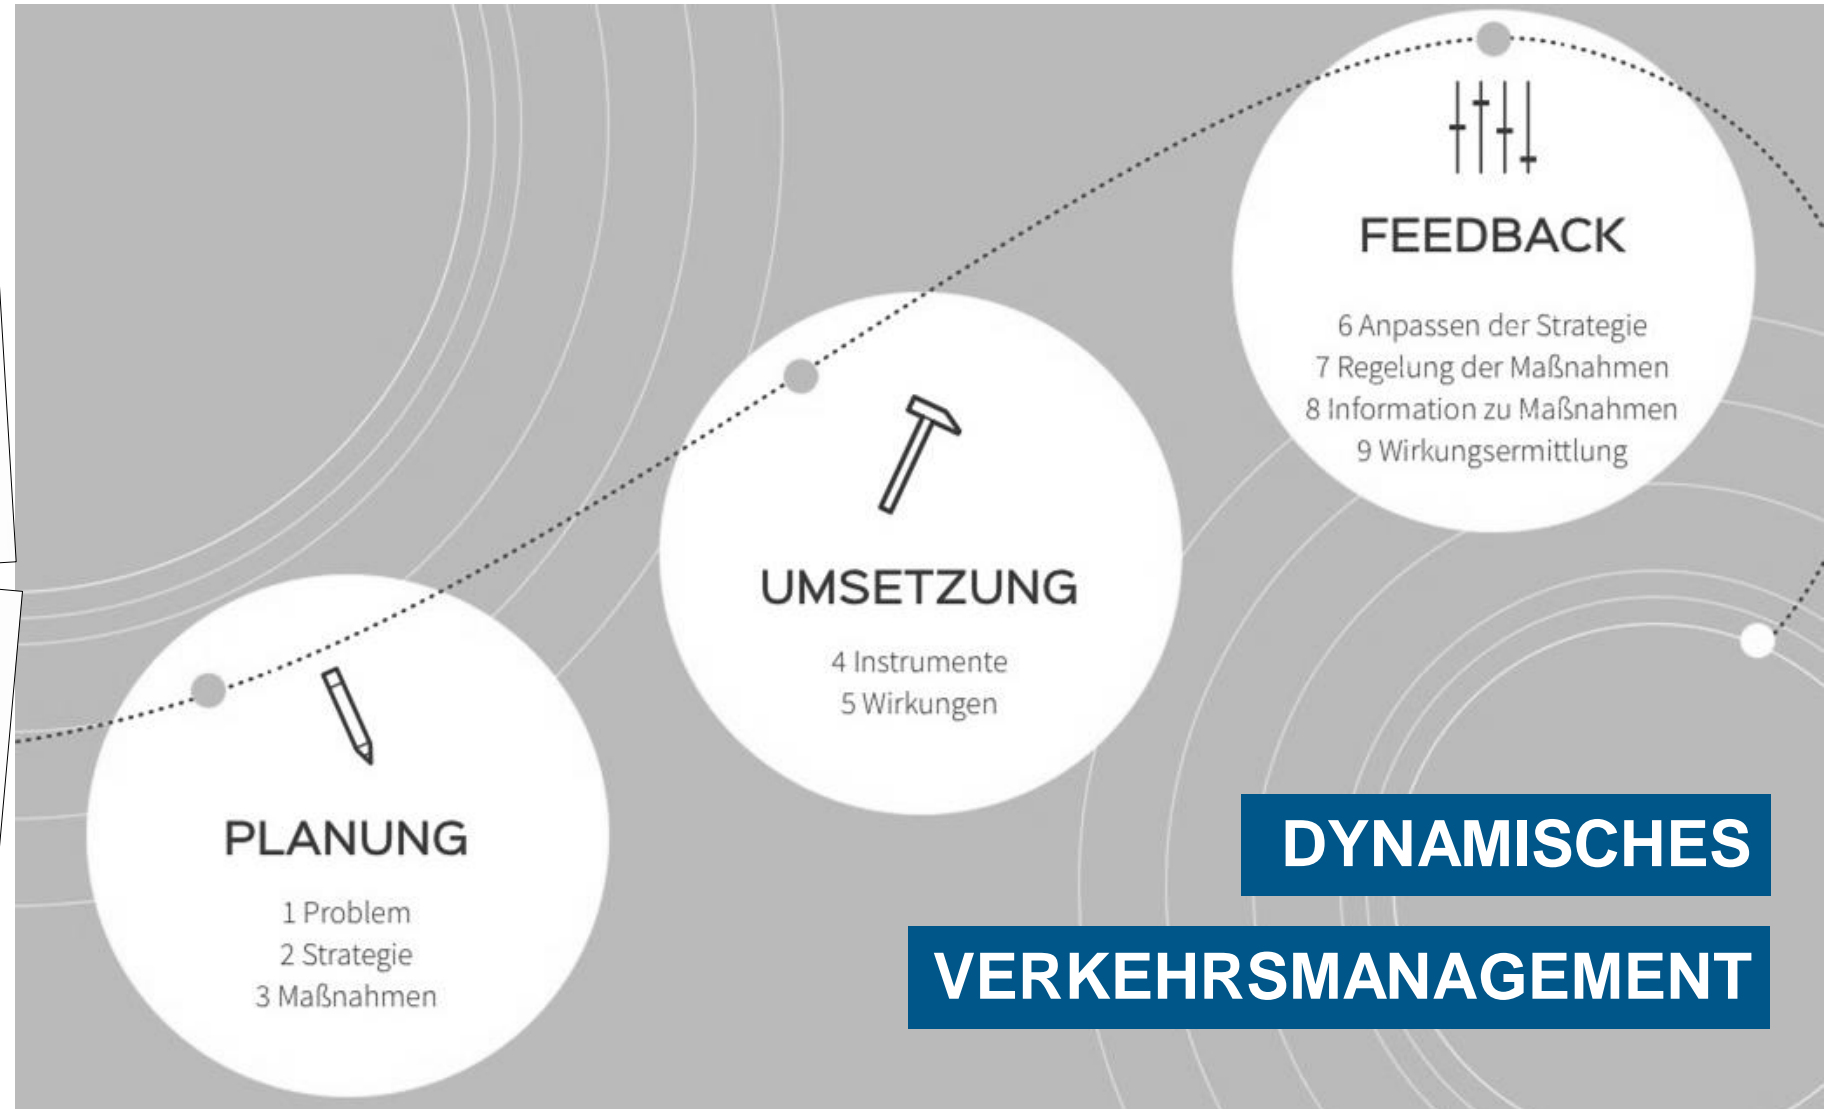 FEEDBACK
6 Anpassen der Strategie
7 Regelung der Maßnahmen
8 Information zu Maßnahmen
9 Wirkungsermittlung
UMSETZUNG
4 Instrumente
5 Wirkungen
PLANUNG
1 Problem
2 Strategie
3 Maßnahmen
DYNAMISCHES
VERKEHRSMANAGEMENT